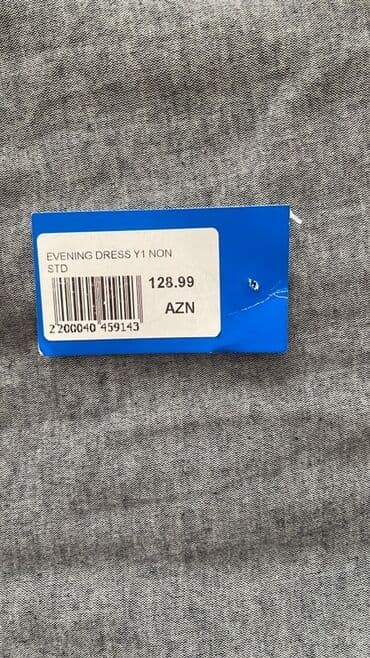 EVENING DRESS Y1 NON
STD
128.99
AZN
2200040 459143